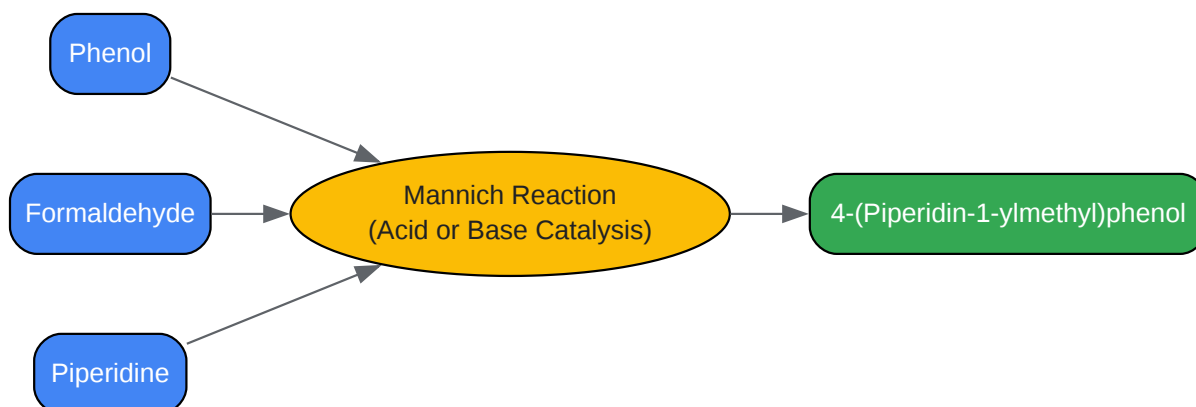 Phenol
Formaldehyde
Piperidine
Mannich Reaction
(Acid or Base Catalysis)
4-(Piperidin-1-ylmethyl)phenol